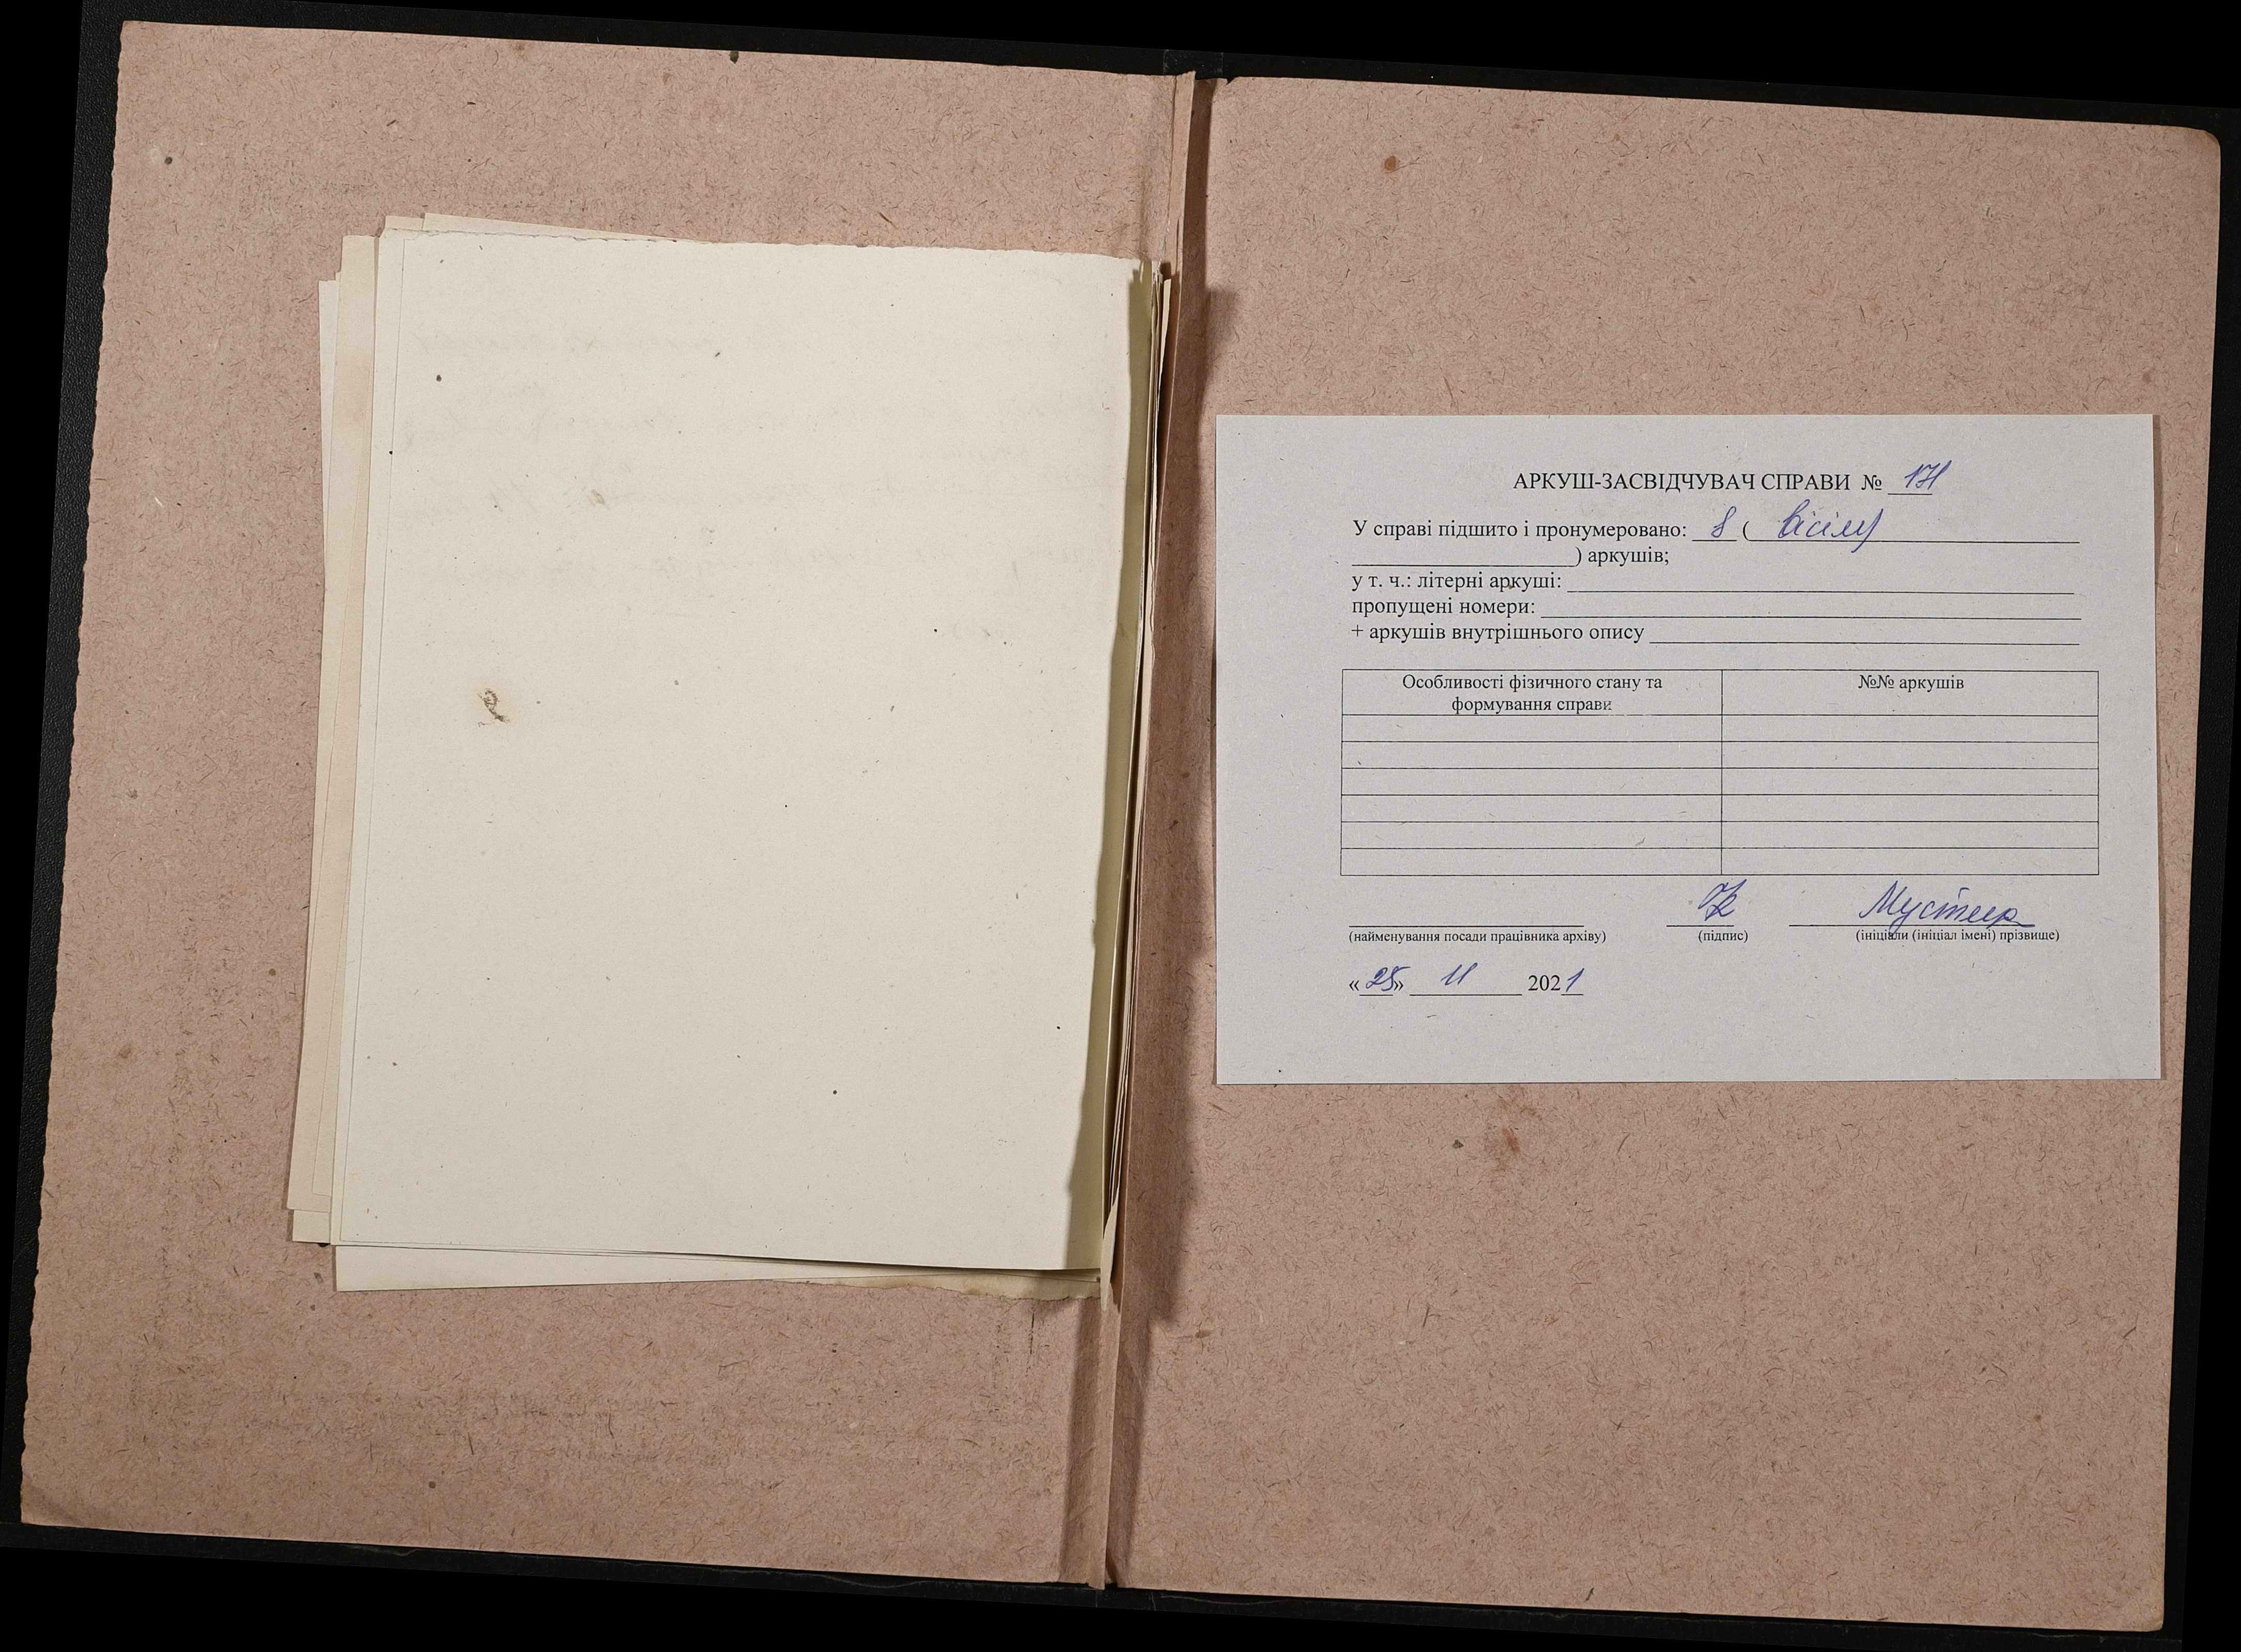 АРКУШ-ЗАСВІДЧУВАЧ СПРАВИ № 171
У справі підшито і пронумеровано: 8 ( вісім)
) аркушів;
у т. ч.: літерні аркуші:
пропущені номери:
+ аркушів внутрішнього опису
Особливості фізичного стану та формування справи
№№ аркушів
(найменування посади працівника архіву) (підпис) (ініціали (ініціал імені) прізвище)
«25» 11 2021